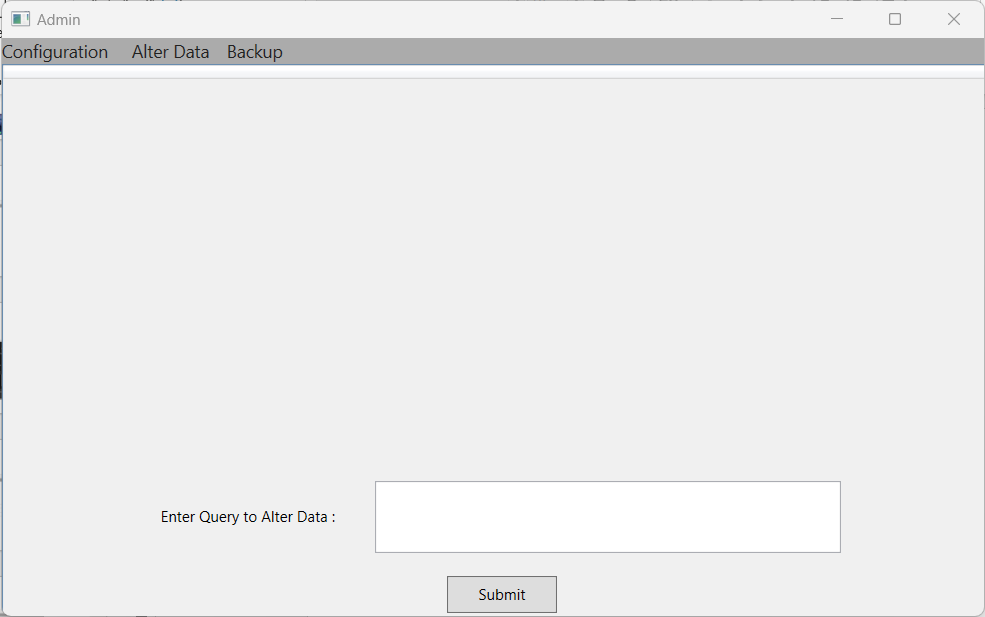 Admin
Configuration Alter Data Backup
Enter Query to Alter Data :
Submit